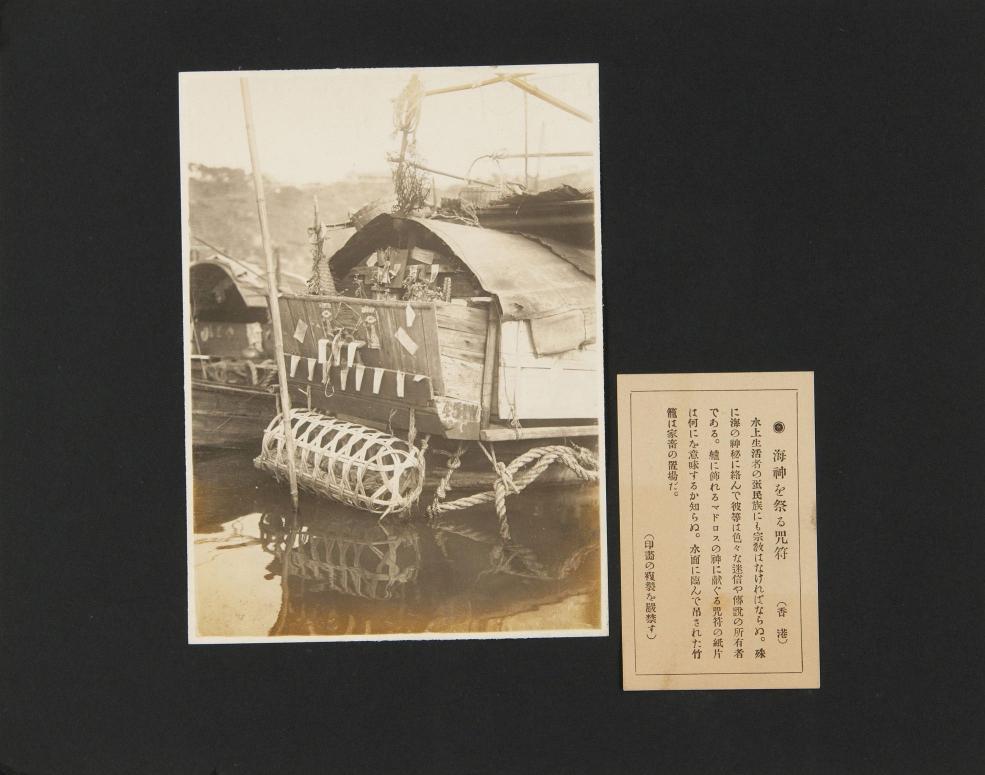 ◉ 海神を祭る咒符 (香港)
水上生活者の蛋民族にも宗敎はなければならぬ。殊
に海の神秘に絡んで彼等は色々な迷信や傳說の所有者
である。艫に飾れるマドロスの神に獻ぐる咒符の紙片
は何にを意味するか知らぬ。水面に臨んで吊された竹
籠は家畜の置場だ。
(印畫の複製を嚴禁す)